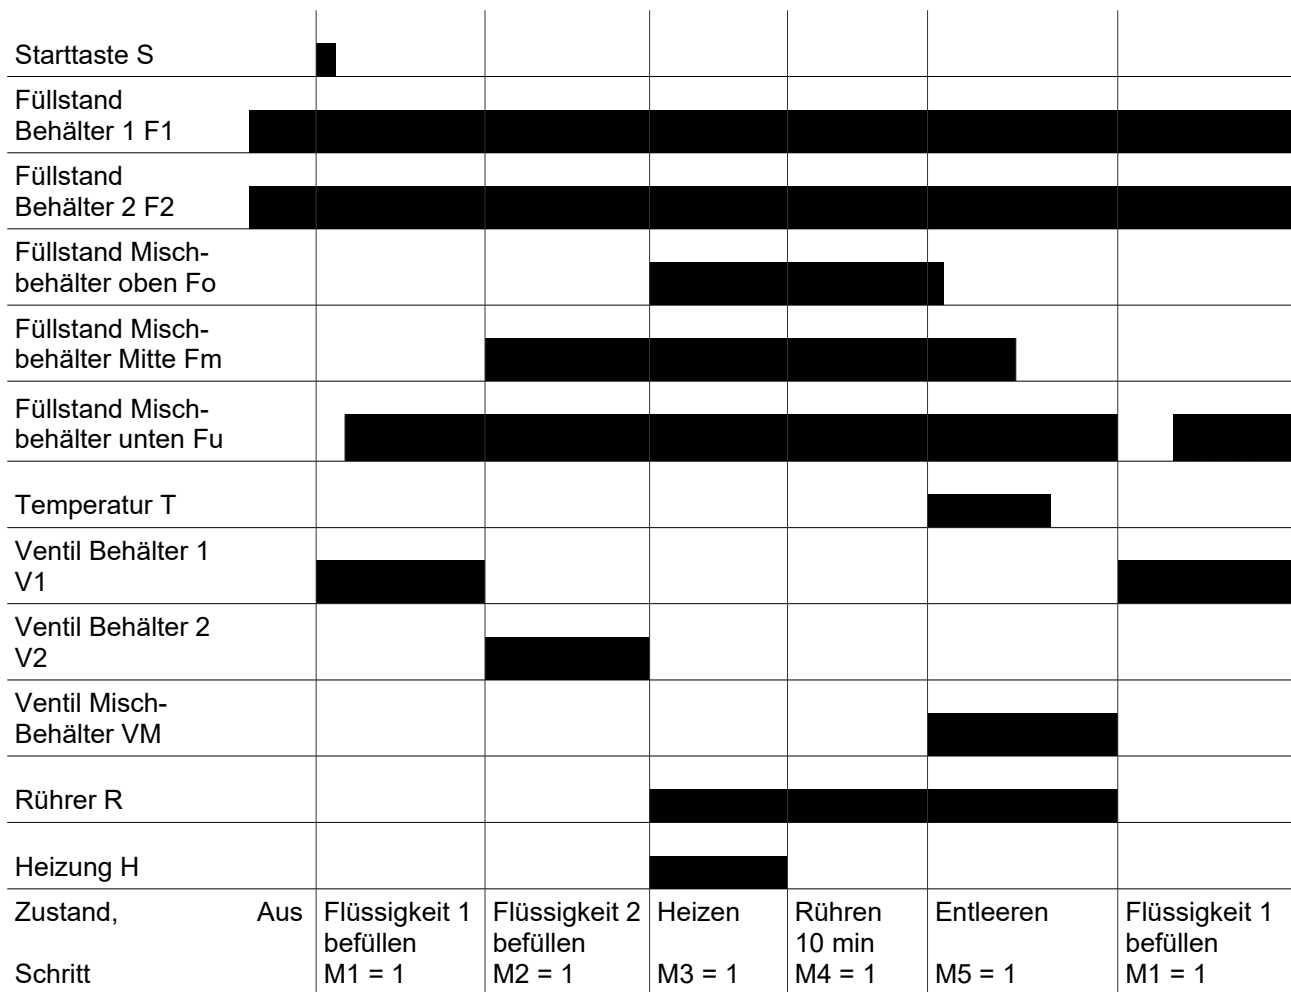 Starttaste S
Füllstand
Behälter 1 F1
Füllstand
Behälter 2 F2
Füllstand Misch-
behälter oben Fo
Füllstand Misch-
behälter Mitte Fm
Füllstand Misch-
behälter unten Fu
Temperatur T
Ventil Behälter 1
V1
Ventil Behälter 2
V2
Ventil Misch-
Behälter VM
Rührer R
Heizung H
Zustand, Aus Flüssigkeit 1 Flüssigkeit 2 Heizen Rühren Entleeren Flüssigkeit 1
befüllen befüllen 10 min befüllen
Schritt M1 = 1 M2 = 1 M3 = 1 M4 = 1 M5 = 1 M1 = 1